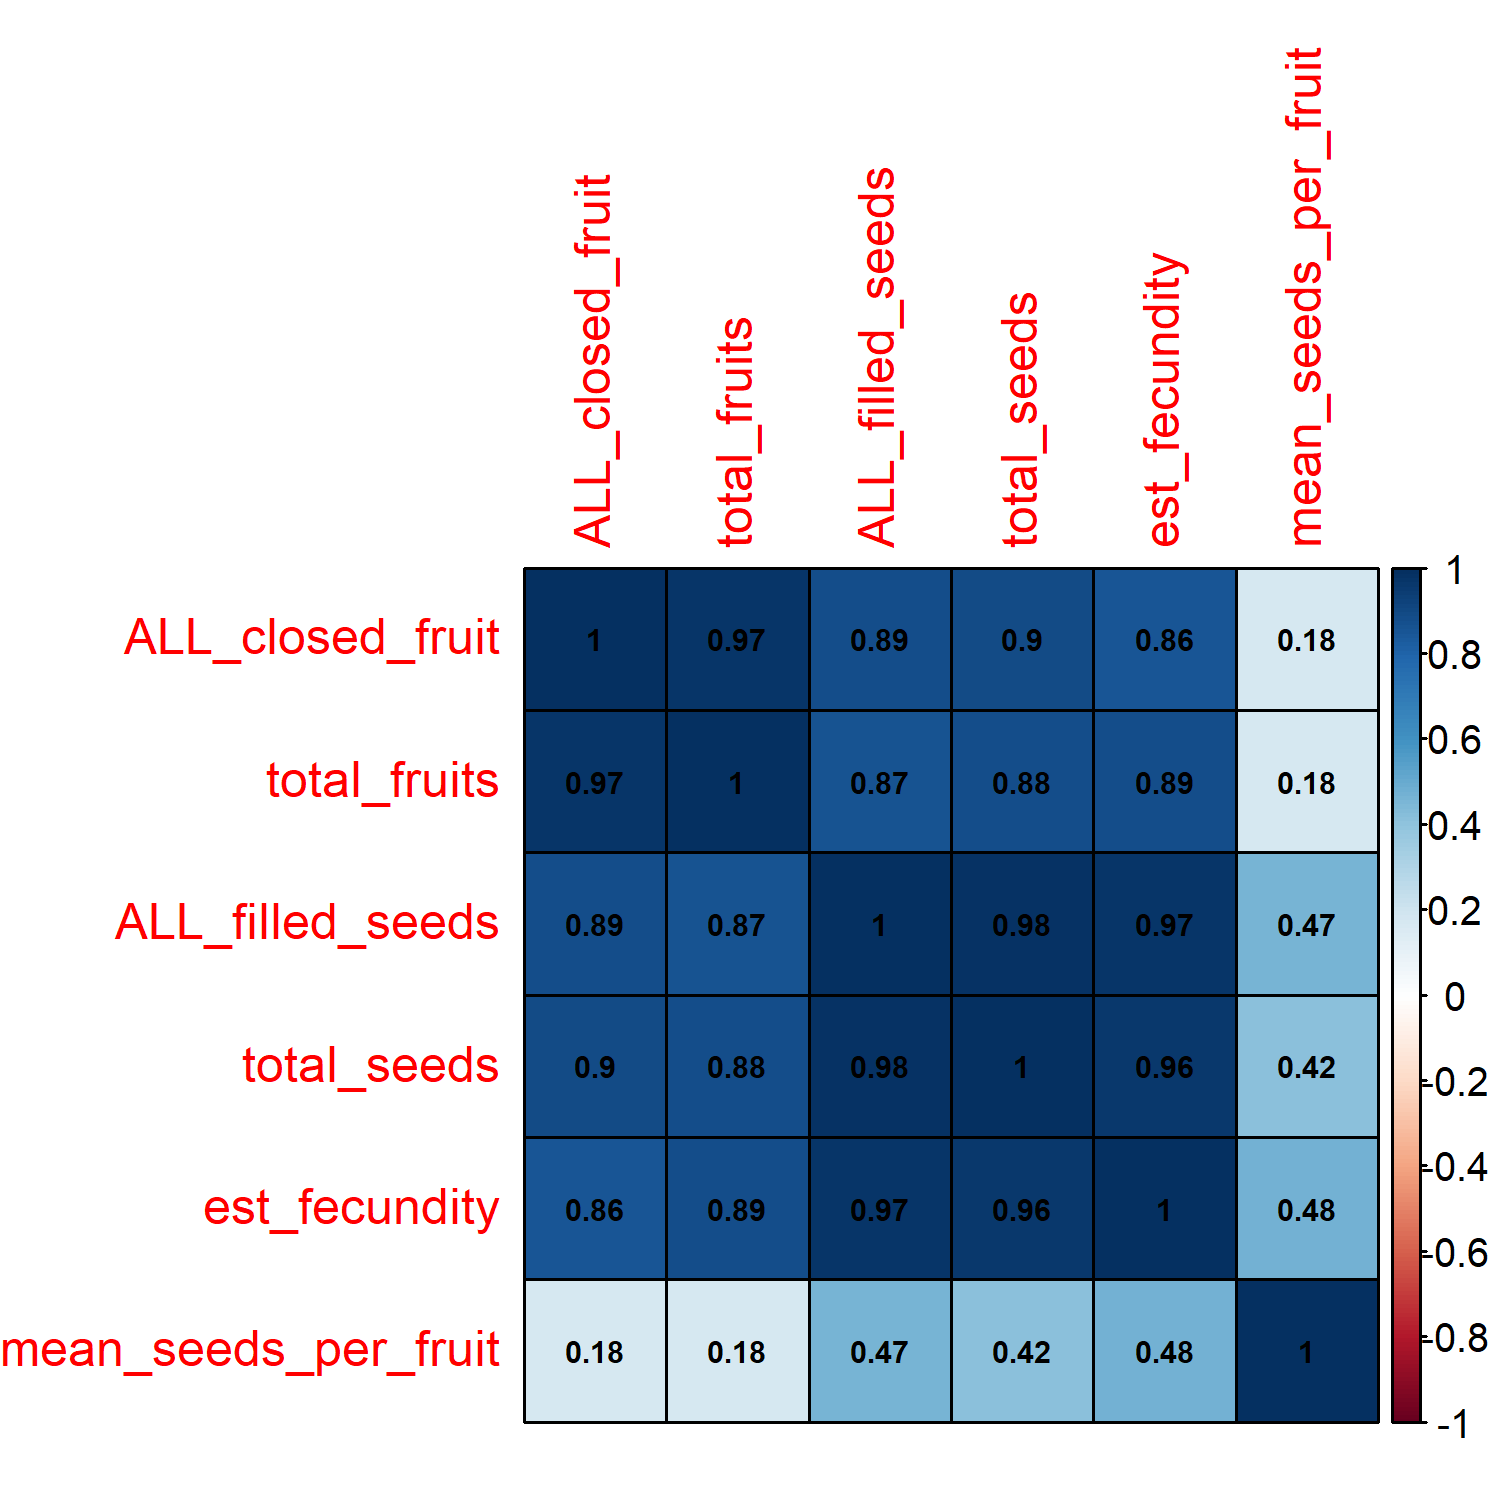 ALL_closed_fruit
total_fruits
ALL_filled_seeds
total_seeds
est_fecundity
mean_seeds_per_fruit
ALL_closed_fruit 1 0.97 0.89 0.9 0.86 0.18
total_fruits 0.97 1 0.87 0.88 0.89 0.18
ALL_filled_seeds 0.89 0.87 1 0.98 0.97 0.47
total_seeds 0.9 0.88 0.98 1 0.96 0.42
est_fecundity 0.86 0.89 0.97 0.96 1 0.48
mean_seeds_per_fruit 0.18 0.18 0.47 0.42 0.48 1
1
0.8
0.6
0.4
0.2
0
-0.2
-0.4
-0.6
-0.8
-1